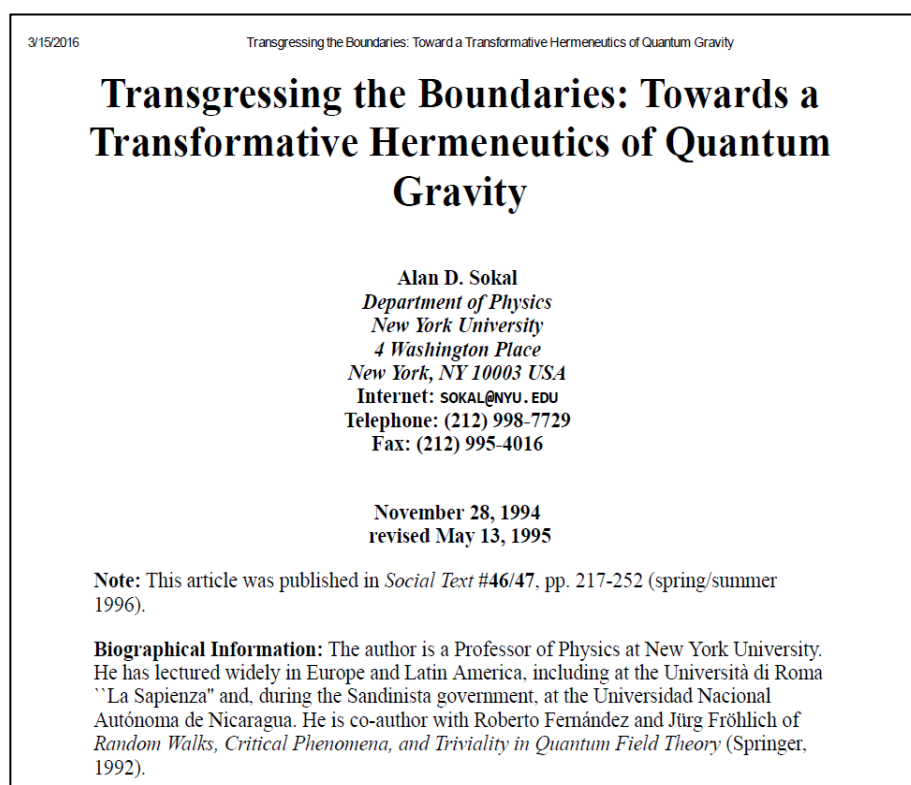 3/15/2016 Transgressing the Boundaries: Toward a Transformative Hermeneutics of Quantum Gravity
Transgressing the Boundaries: Towards a
Transformative Hermeneutics of Quantum
Gravity
Alan D. Sokal
Department of Physics
New York University
4 Washington Place
New York, NY 10003 USA
Internet: SOKAL@NYU.EDU
Telephone: (212) 998-7729
Fax: (212) 995-4016
November 28, 1994
revised May 13, 1995
Note: This article was published in Social Text #46/47, pp. 217-252 (spring/summer
1996).
Biographical Information: The author is a Professor of Physics at New York University.
He has lectured widely in Europe and Latin America, including at the Università di Roma
``La Sapienza'' and, during the Sandinista government, at the Universidad Nacional
Autónoma de Nicaragua. He is co-author with Roberto Fernández and Jürg Fröhlich of
Random Walks, Critical Phenomena, and Triviality in Quantum Field Theory (Springer,
1992).